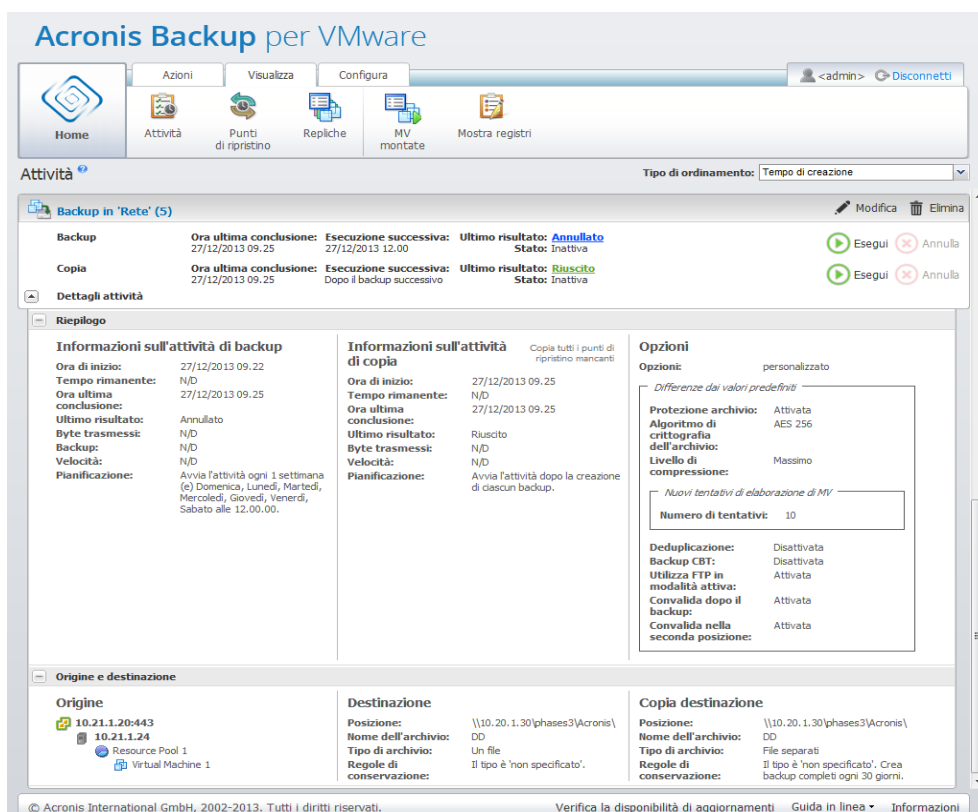 Acronis Backup per VMware
Azioni
Visualizza
Configura
<admin>
Disconnetti
Home
Attività
Punti
di ripristino
Repliche
MV
montate
Mostra registri
Attività
Tipo di ordinamento: Tempo di creazione
Backup in 'Rete' (5)
Modifica
Elimina
Backup
Ora ultima conclusione: Esecuzione successiva: Ultimo risultato: Annullato
27/12/2013 09.25 27/12/2013 12.00 Stato: Inattiva
Esegui
Annulla
Copia
Ora ultima conclusione: Esecuzione successiva: Ultimo risultato: Riuscito
27/12/2013 09.25 Dopo il backup successivo Stato: Inattiva
Esegui
Annulla
Dettagli attività
Riepilogo
Informazioni sull'attività di backup
Ora di inizio: 27/12/2013 09.22
Tempo rimanente: N/D
Ora ultima 27/12/2013 09.25
conclusione:
Ultimo risultato: Annullato
Byte trasmessi: N/D
Backup: N/D
Velocità: N/D
Pianificazione: Avvia l'attività ogni 1 settimana
(e) Domenica, Lunedì, Martedì,
Mercoledì, Giovedì, Venerdì,
Sabato alle 12.00.00.
Informazioni sull'attività
di copia
Copia tutti i punti di
ripristino mancanti
Ora di inizio: 27/12/2013 09.25
Tempo rimanente: N/D
Ora ultima 27/12/2013 09.25
conclusione:
Ultimo risultato: Riuscito
Byte trasmessi: N/D
Velocità: N/D
Pianificazione: Avvia l'attività dopo la creazione
di ciascun backup.
Opzioni
Opzioni: personalizzato
Differenze dai valori predefiniti
Protezione archivio: Attivata
Algoritmo di AES 256
crittografia
dell'archivio:
Livello di Massimo
compressione:
Nuovi tentativi di elaborazione di MV
Numero di tentativi: 10
Deduplicazione: Disattivata
Backup CBT: Disattivata
Utilizza FTP in Attivata
modalità attiva:
Convalida dopo il Attivata
backup:
Convalida nella Attivata
seconda posizione:
Origine e destinazione
Origine
10.21.1.20:443
10.21.1.24
Resource Pool 1
Virtual Machine 1
Destinazione
Posizione: \\10.20.1.30\phases3\Acronis\
Nome dell'archivio: DD
Tipo di archivio: Un file
Regole di Il tipo è 'non specificato'.
conservazione:
Copia destinazione
Posizione: \\10.20.1.30\phases3\Acronis\
Nome dell'archivio: DD
Tipo di archivio: File separati
Regole di Il tipo è 'non specificato'. Crea
conservazione: backup completi ogni 30 giorni.
© Acronis International GmbH, 2002-2013. Tutti i diritti riservati.
Verifica la disponibilità di aggiornamenti
Guida in linea
Informazioni